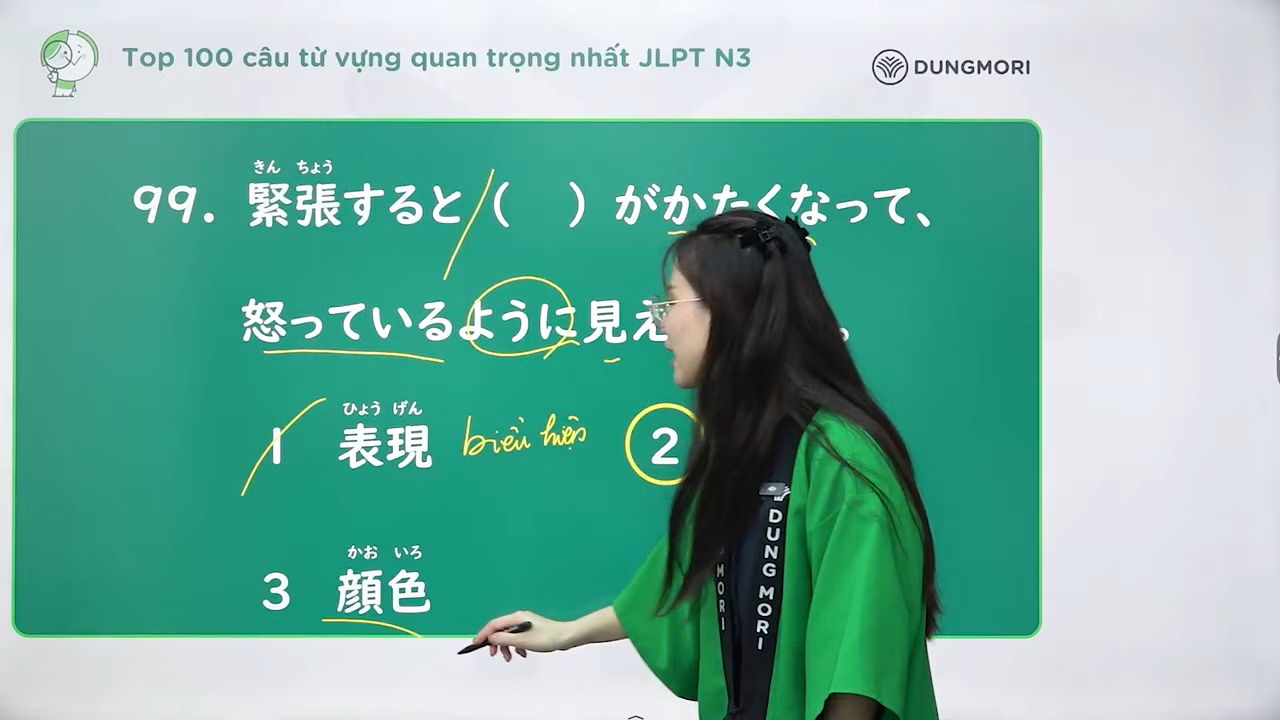 Top 100 câu từ vựng quan trọng nhất JLPT N3
DUNGMORI
きん ちょう
99. 緊張すると ( ) がかたくなって、
怒っているように見え
ひょう げん
1 表現 biểu hiện 2
かお いろ
3 顔色
DUNG MORI
MORI